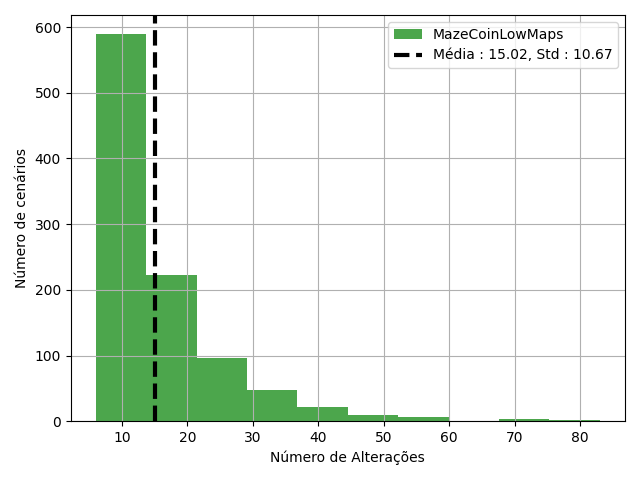 MazeCoinLowMaps
Média : 15.02, Std : 10.67
600
500
400
300
200
100
0
Número de cenários
10 20 30 40 50 60 70 80
Número de Alterações